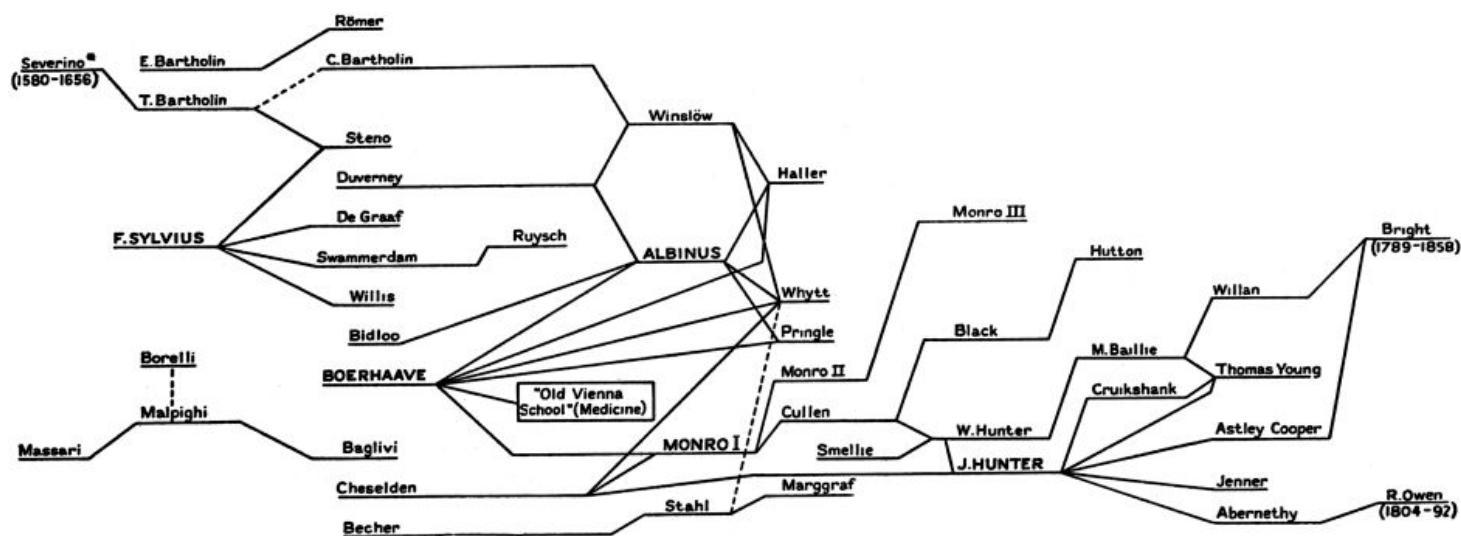 Römer
Severino*
(1580-1656)
E. Bartholin
C. Bartholin
T. Bartholin
Winslöw
Steno
Haller
Duverney
Monro III
De Graaf
F. SYLVIUS
Ruysch
Bright
(1789-1858)
Swammerdam
ALBINUS
Hutton
Willis
Whytt
Willan
Bidloo
Pringle
Black
Borelli
M. Baillie
BOERHAAVE
Monro II
Thomas Young
"Old Vienna
School" (Medicine)
Cruikshank
Malpighi
Cullen
W. Hunter
Astley Cooper
Massari
Baglivi
MONRO I
Smellie
J. HUNTER
Cheselden
Marggraf
Jenner
Stahl
R. Owen
(1804-92)
Becher
Abernethy